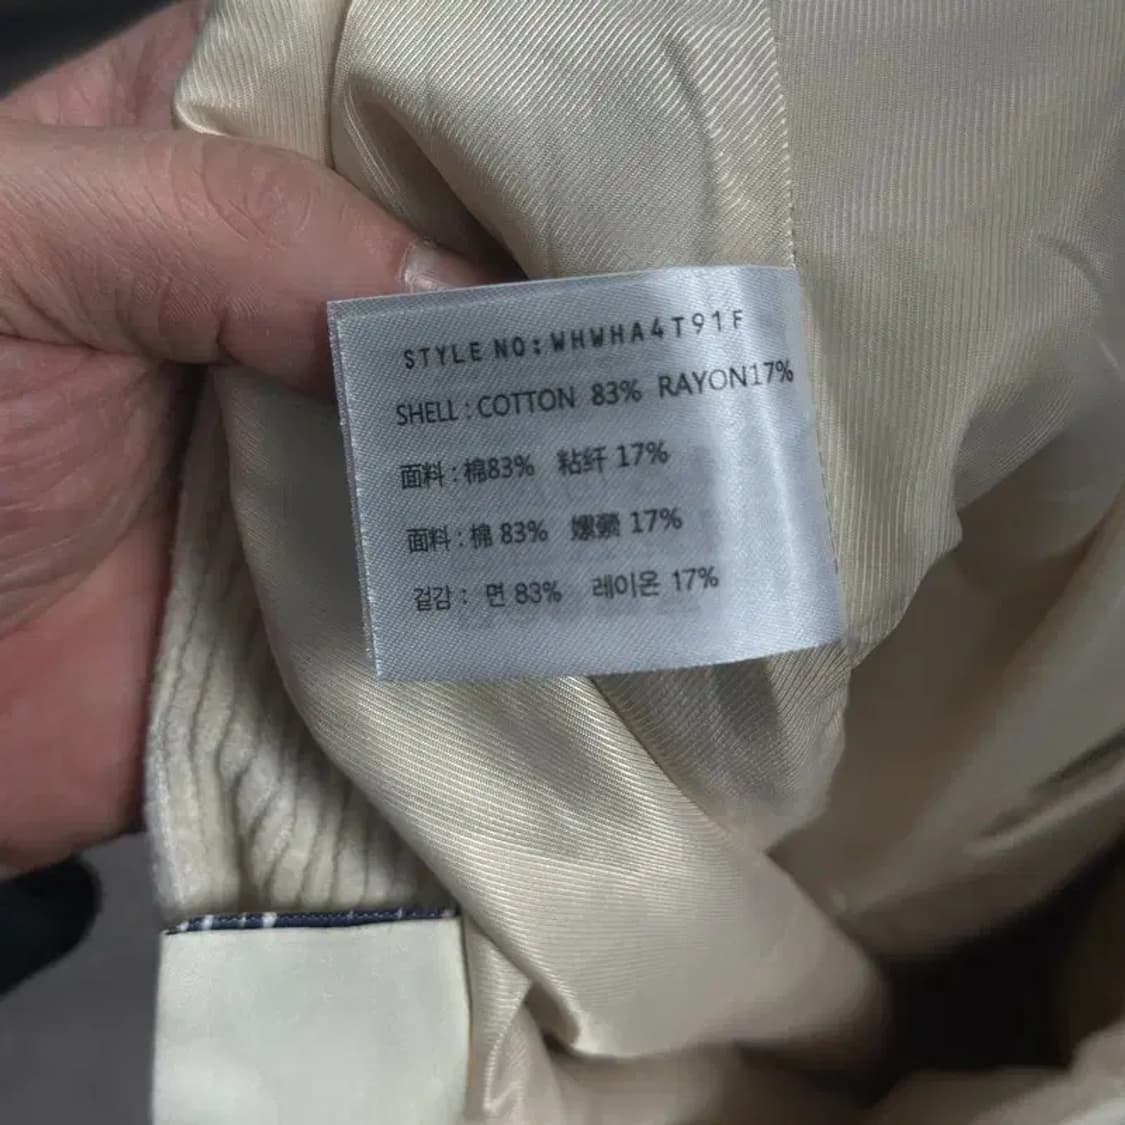 STYLE NO: WHWHA4T91F
SHELL : COTTON 83% RAYON17%
面料 : 棉83% 粘纤 17%
面料 : 棉 83% 嫘縈 17%
겉감 : 면 83% 레이온 17%